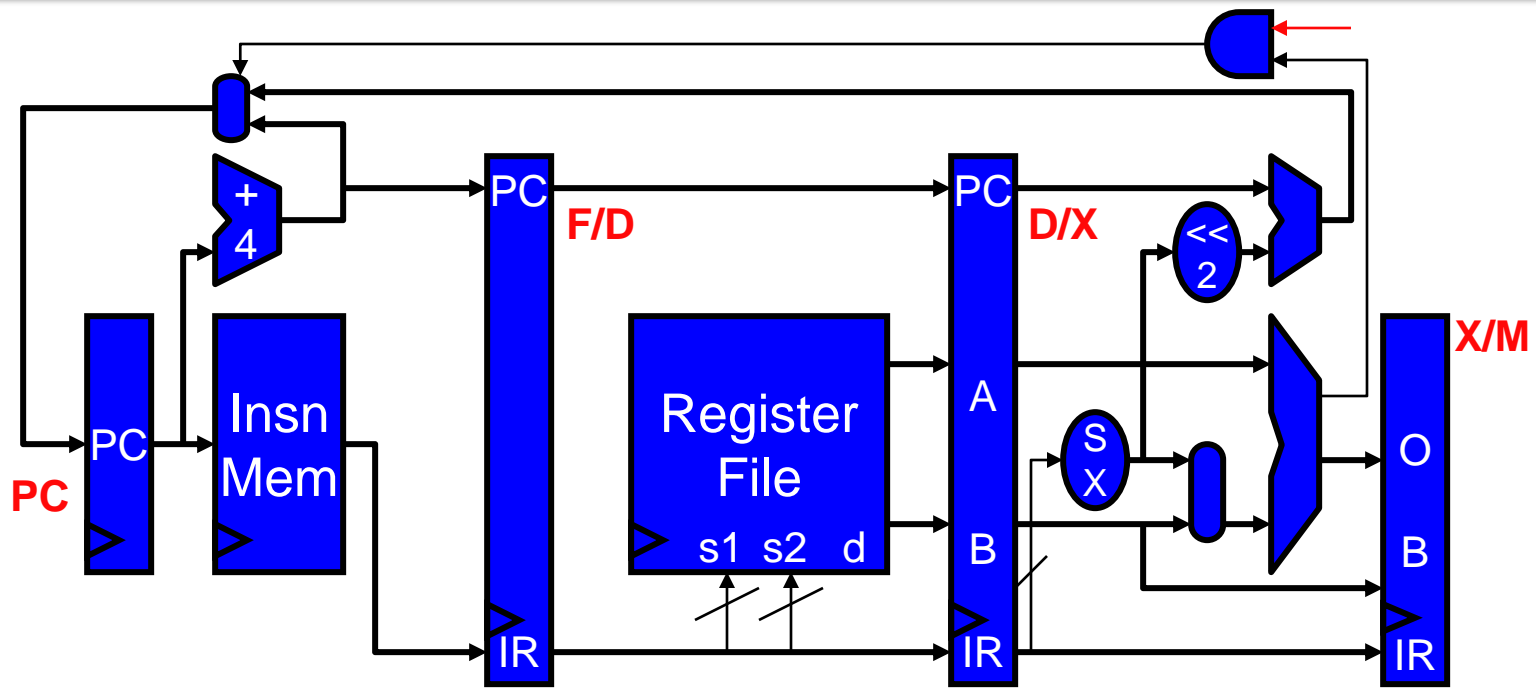 +
4
PC
F/D
PC
D/X
<<
2
X/M
PC
PC
Insn
Mem
Register
File
s1 s2 d
A
B
S
X
O
B
IR
IR
IR